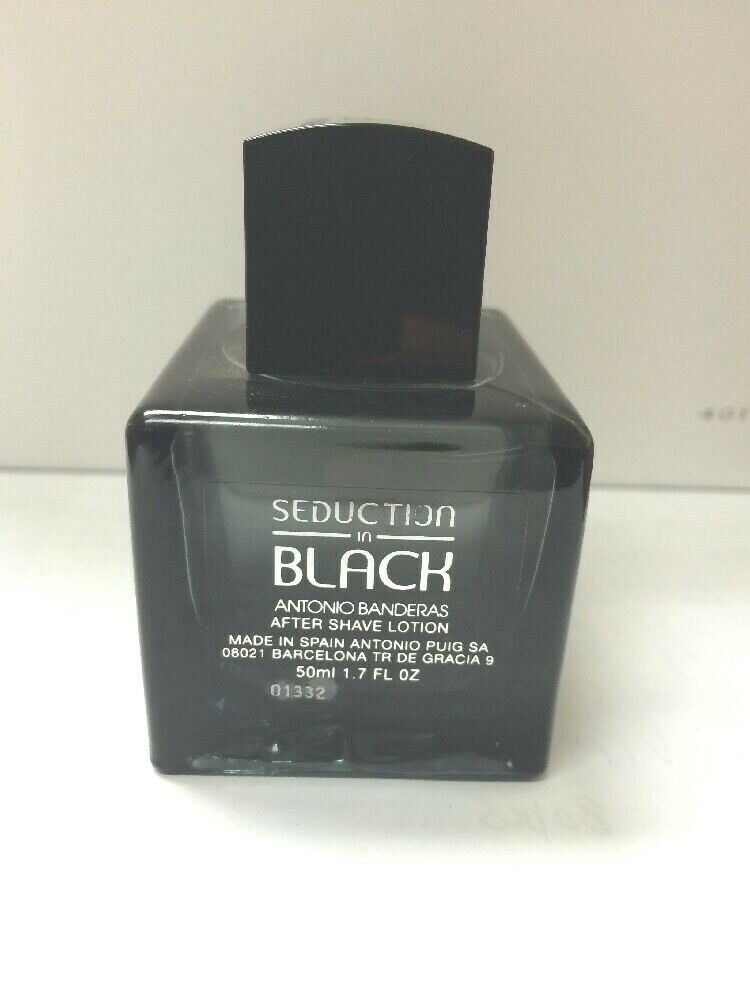 SEDUCTION
in
BLACK
ANTONIO BANDERAS
AFTER SHAVE LOTION
MADE IN SPAIN ANTONIO PUIG SA
08021 BARCELONA TR DE GRACIA 9
50ml 1.7 FL OZ
01332